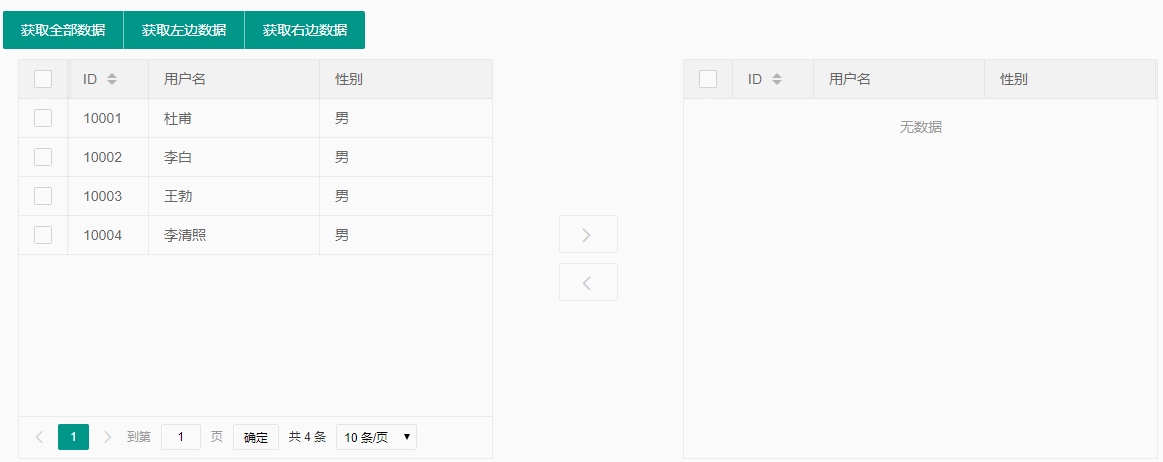 获取全部数据 获取左边数据 获取右边数据
ID 用户名 性别
10001 杜甫 男
10002 李白 男
10003 王勃 男
10004 李清照 男
1 到第 1 页 确定 共 4 条 10 条/页
ID 用户名 性别
无数据